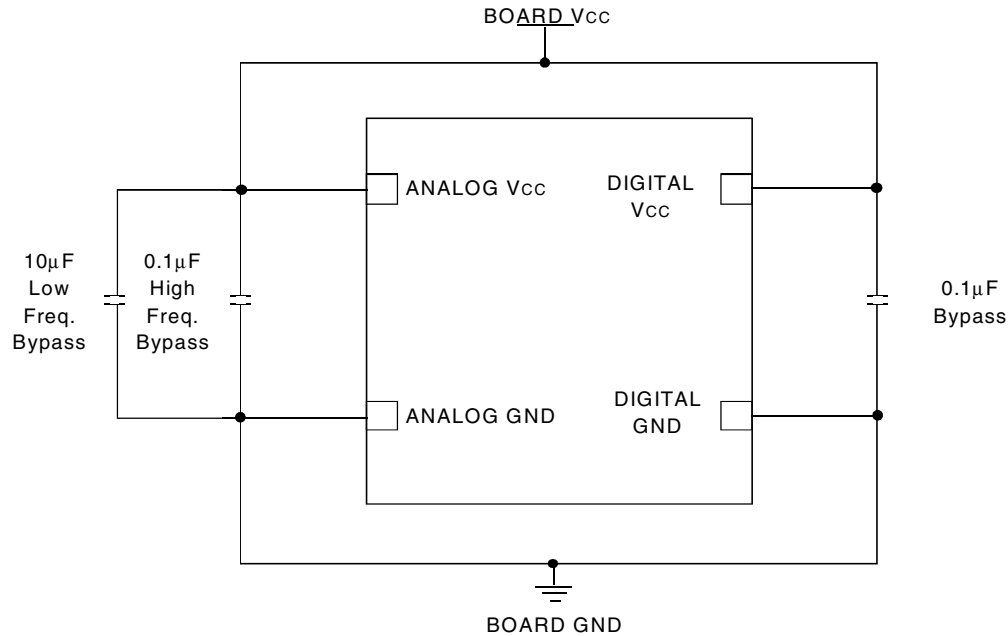 BOARD VCC
ANALOG VCC
DIGITAL
VCC
10μF
Low
Freq.
Bypass
0.1μF
High
Freq.
Bypass
0.1μF
Bypass
ANALOG GND
DIGITAL
GND
BOARD GND